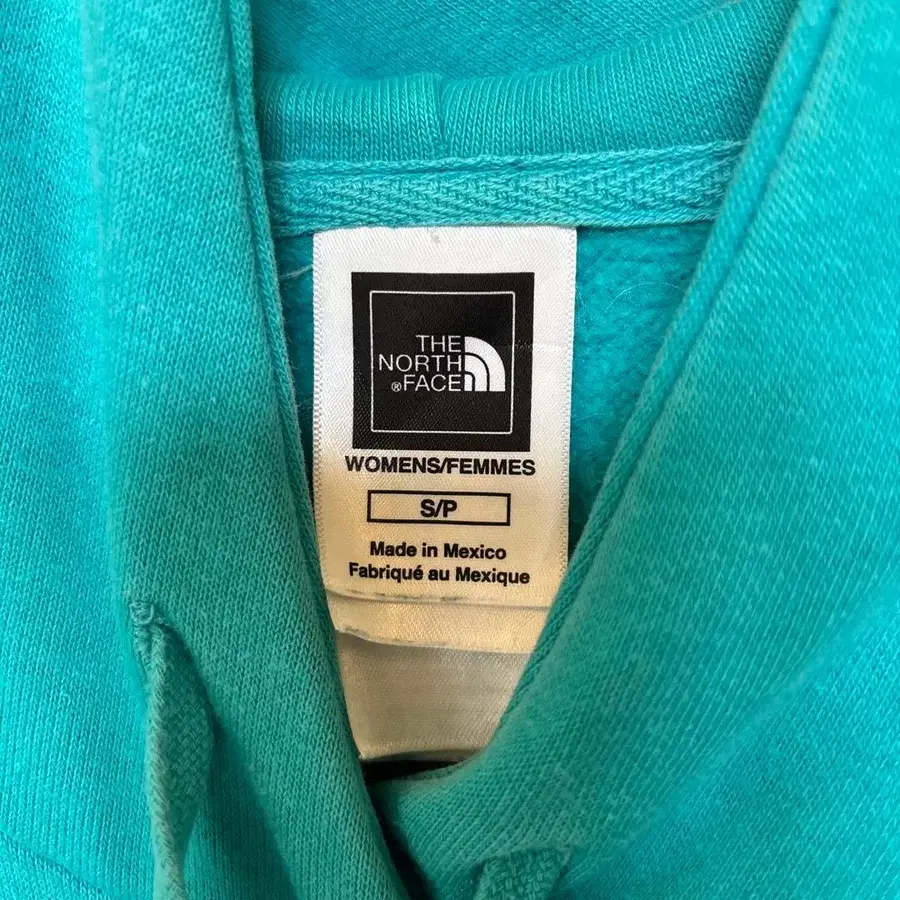 THE
NORTH
®FACE
WOMENS/FEMMES
S/P
Made in Mexico
Fabriqué au Mexique